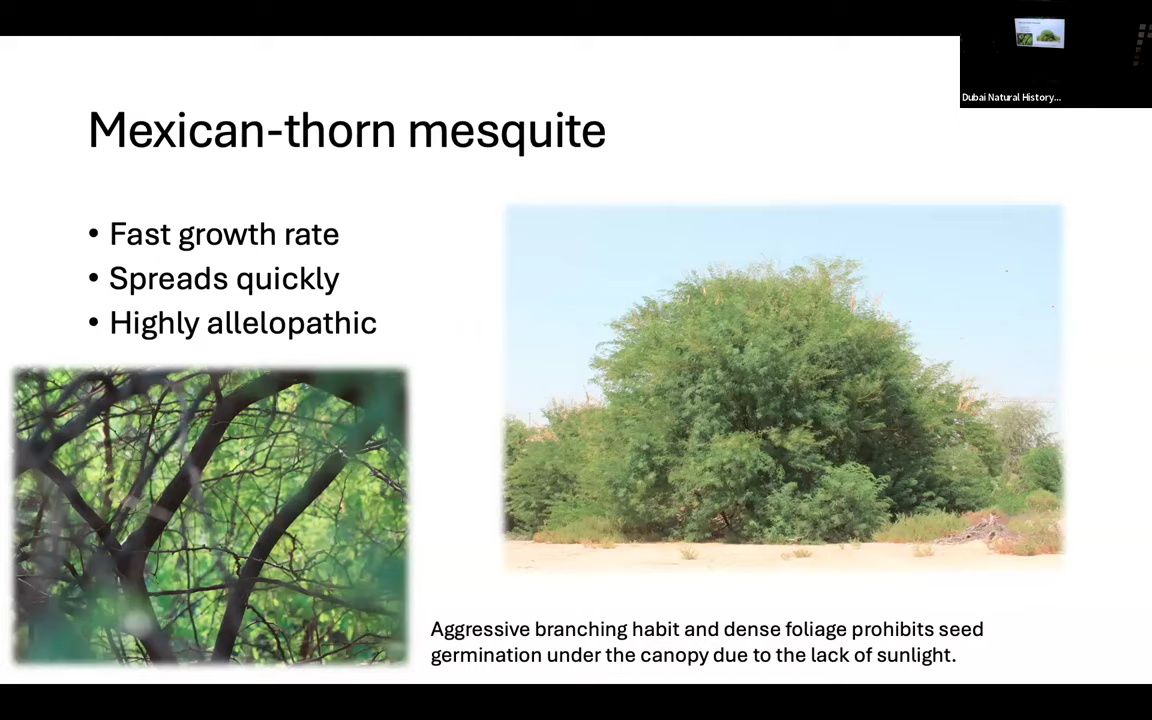 Dubai Natural History...
Mexican-thorn mesquite
• Fast growth rate
• Spreads quickly
• Highly allelopathic
Aggressive branching habit and dense foliage prohibits seed
germination under the canopy due to the lack of sunlight.